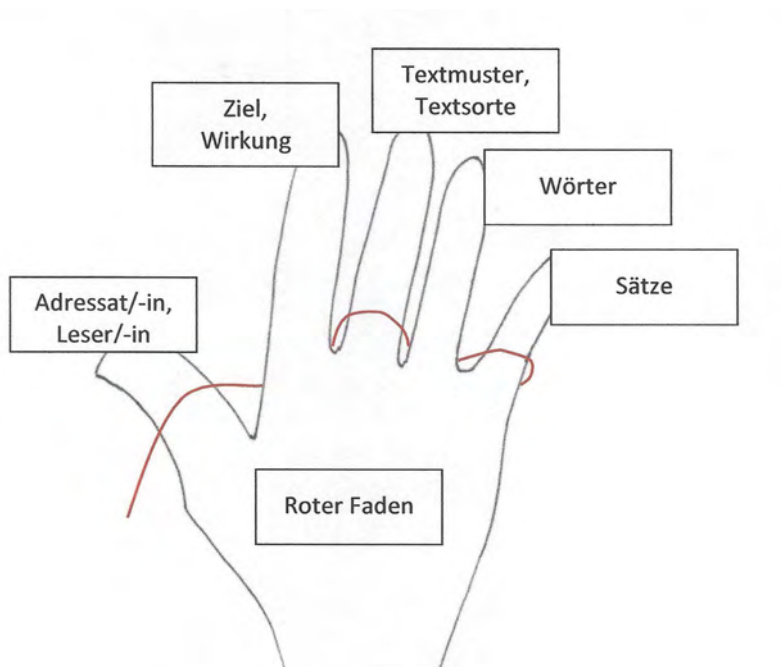 Textmuster,
Textsorte
Ziel,
Wirkung
Wörter
Sätze
Adressat/-in,
Leser/-in
Roter Faden